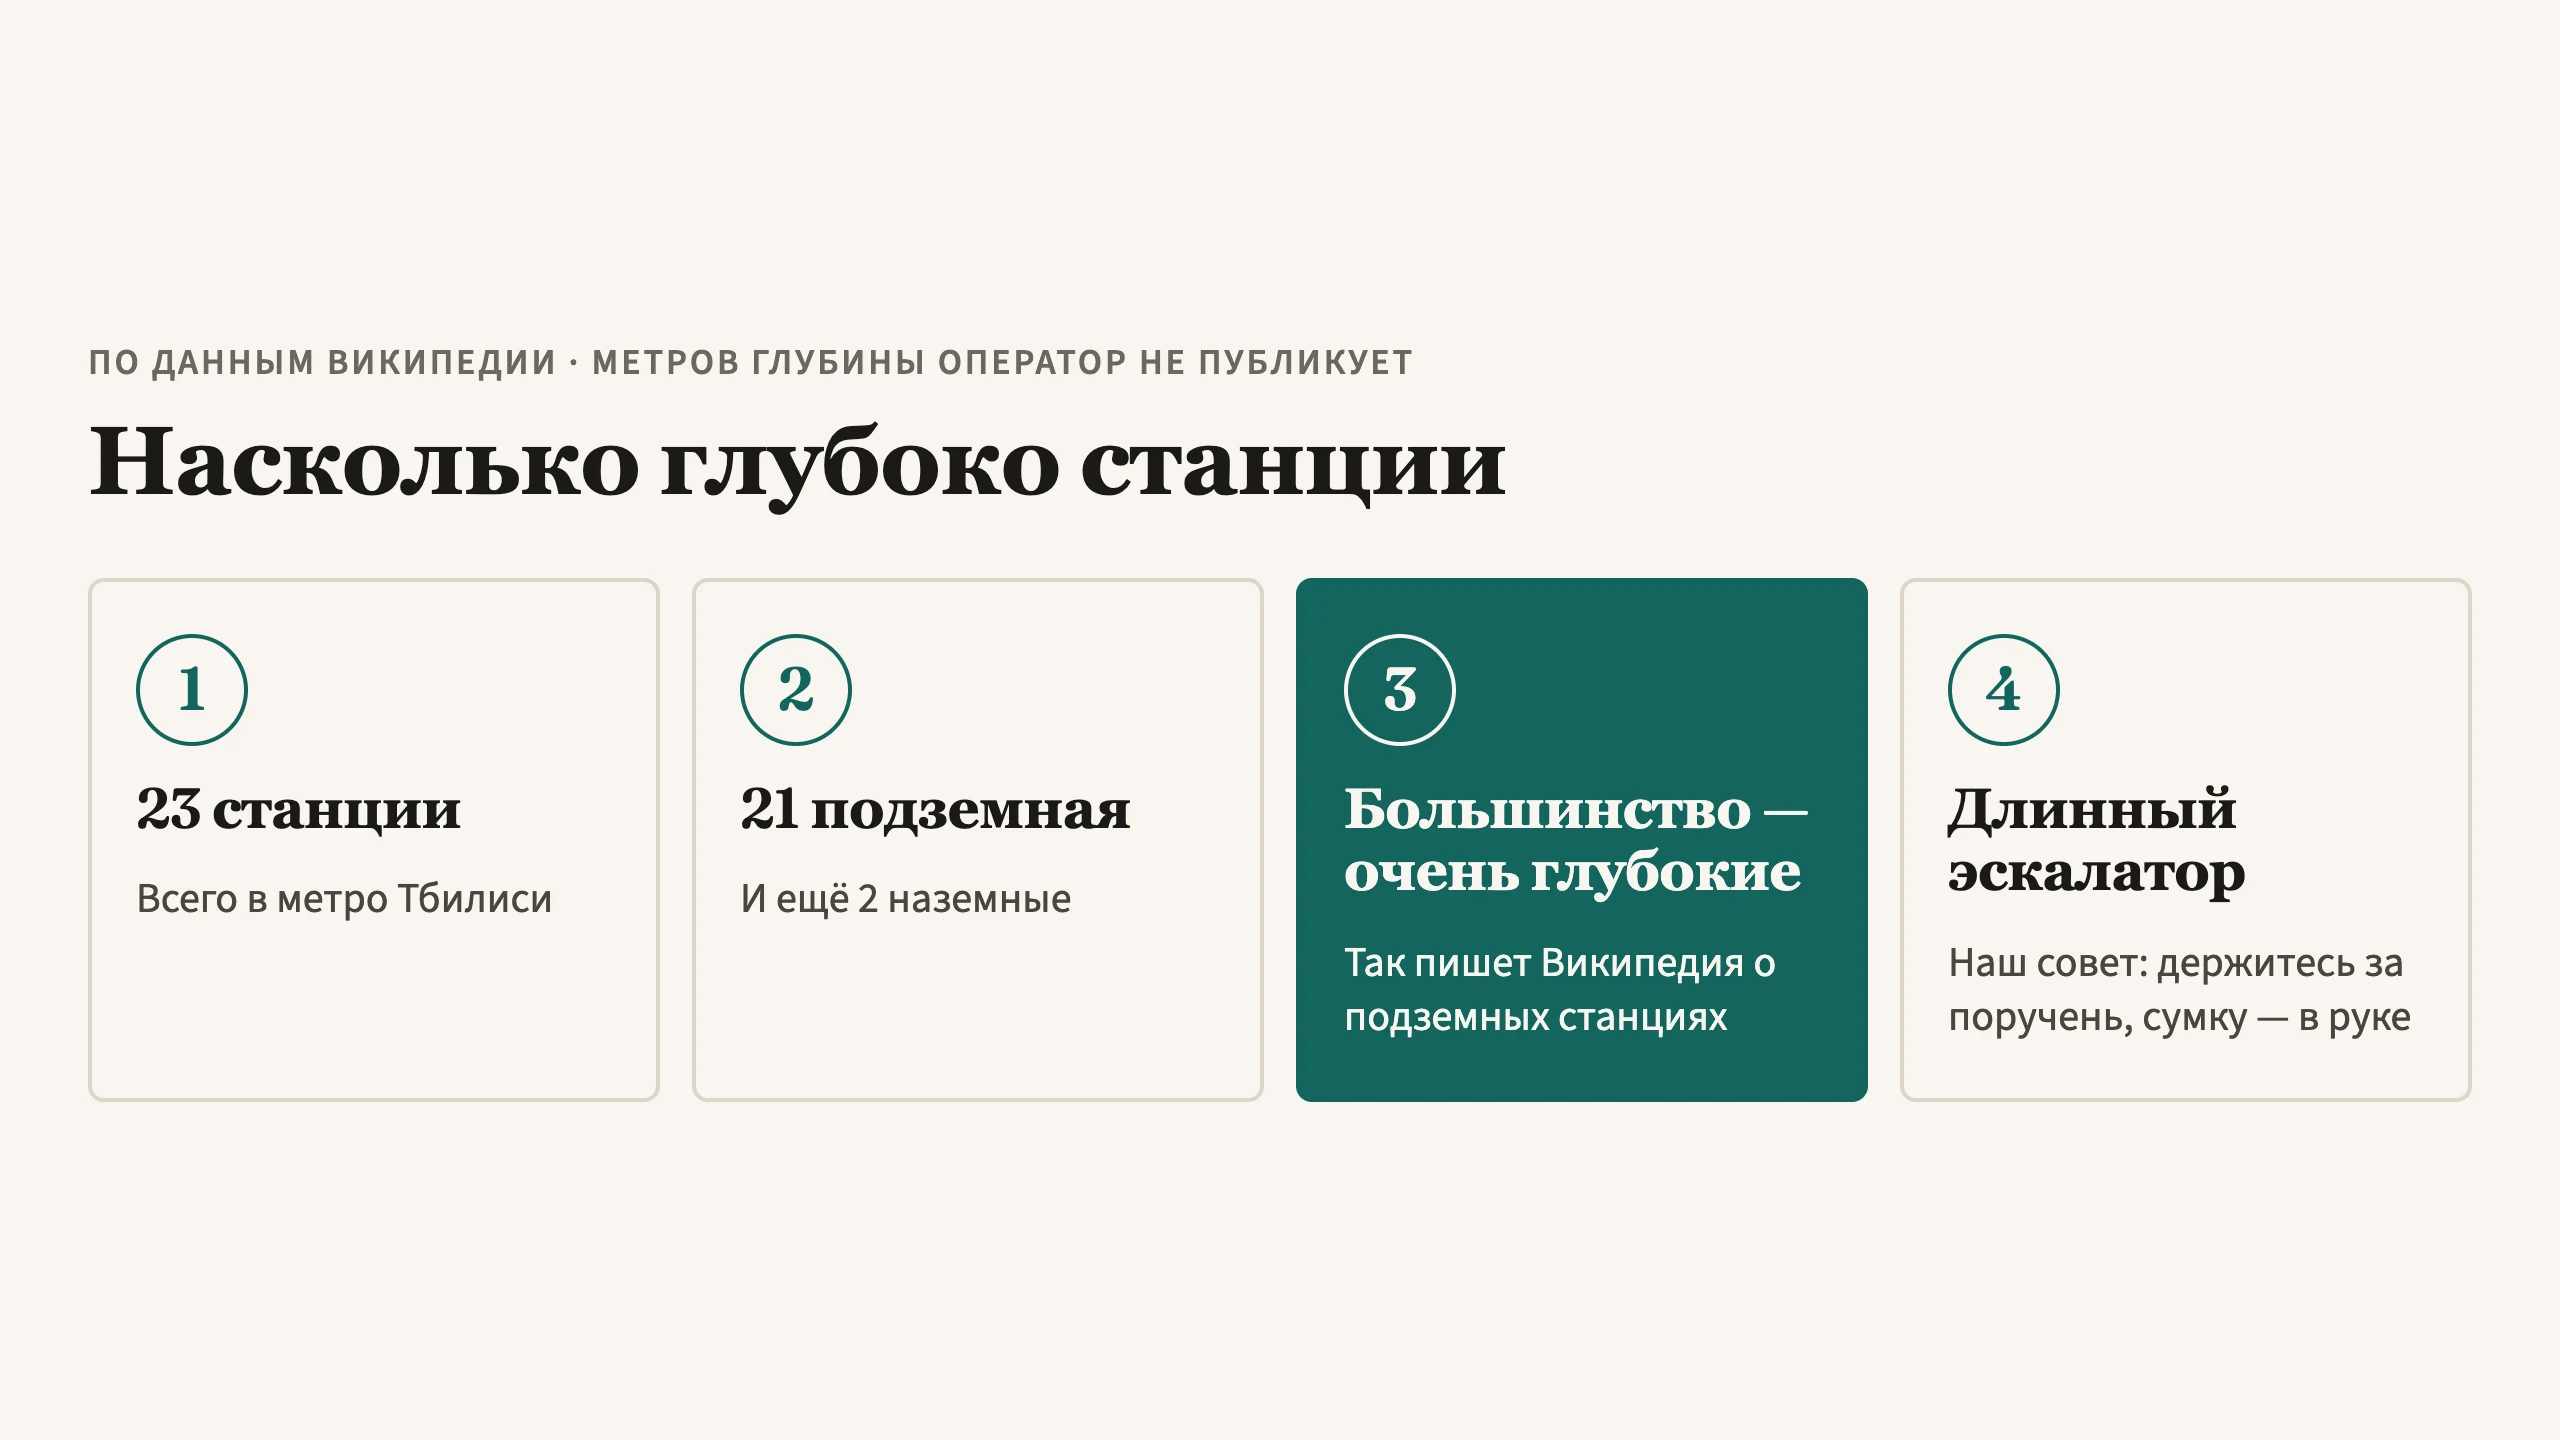 ПО ДАННЫМ ВИКИПЕДИИ · МЕТРОВ ГЛУБИНЫ ОПЕРАТОР НЕ ПУБЛИКУЕТ
Насколько глубоко станции
1
23 станции
Всего в метро Тбилиси
2
21 подземная
И ещё 2 наземные
3
Большинство —
очень глубокие
Так пишет Википедия о
подземных станциях
4
Длинный
эскалатор
Наш совет: держитесь за
поручень, сумку — в руке